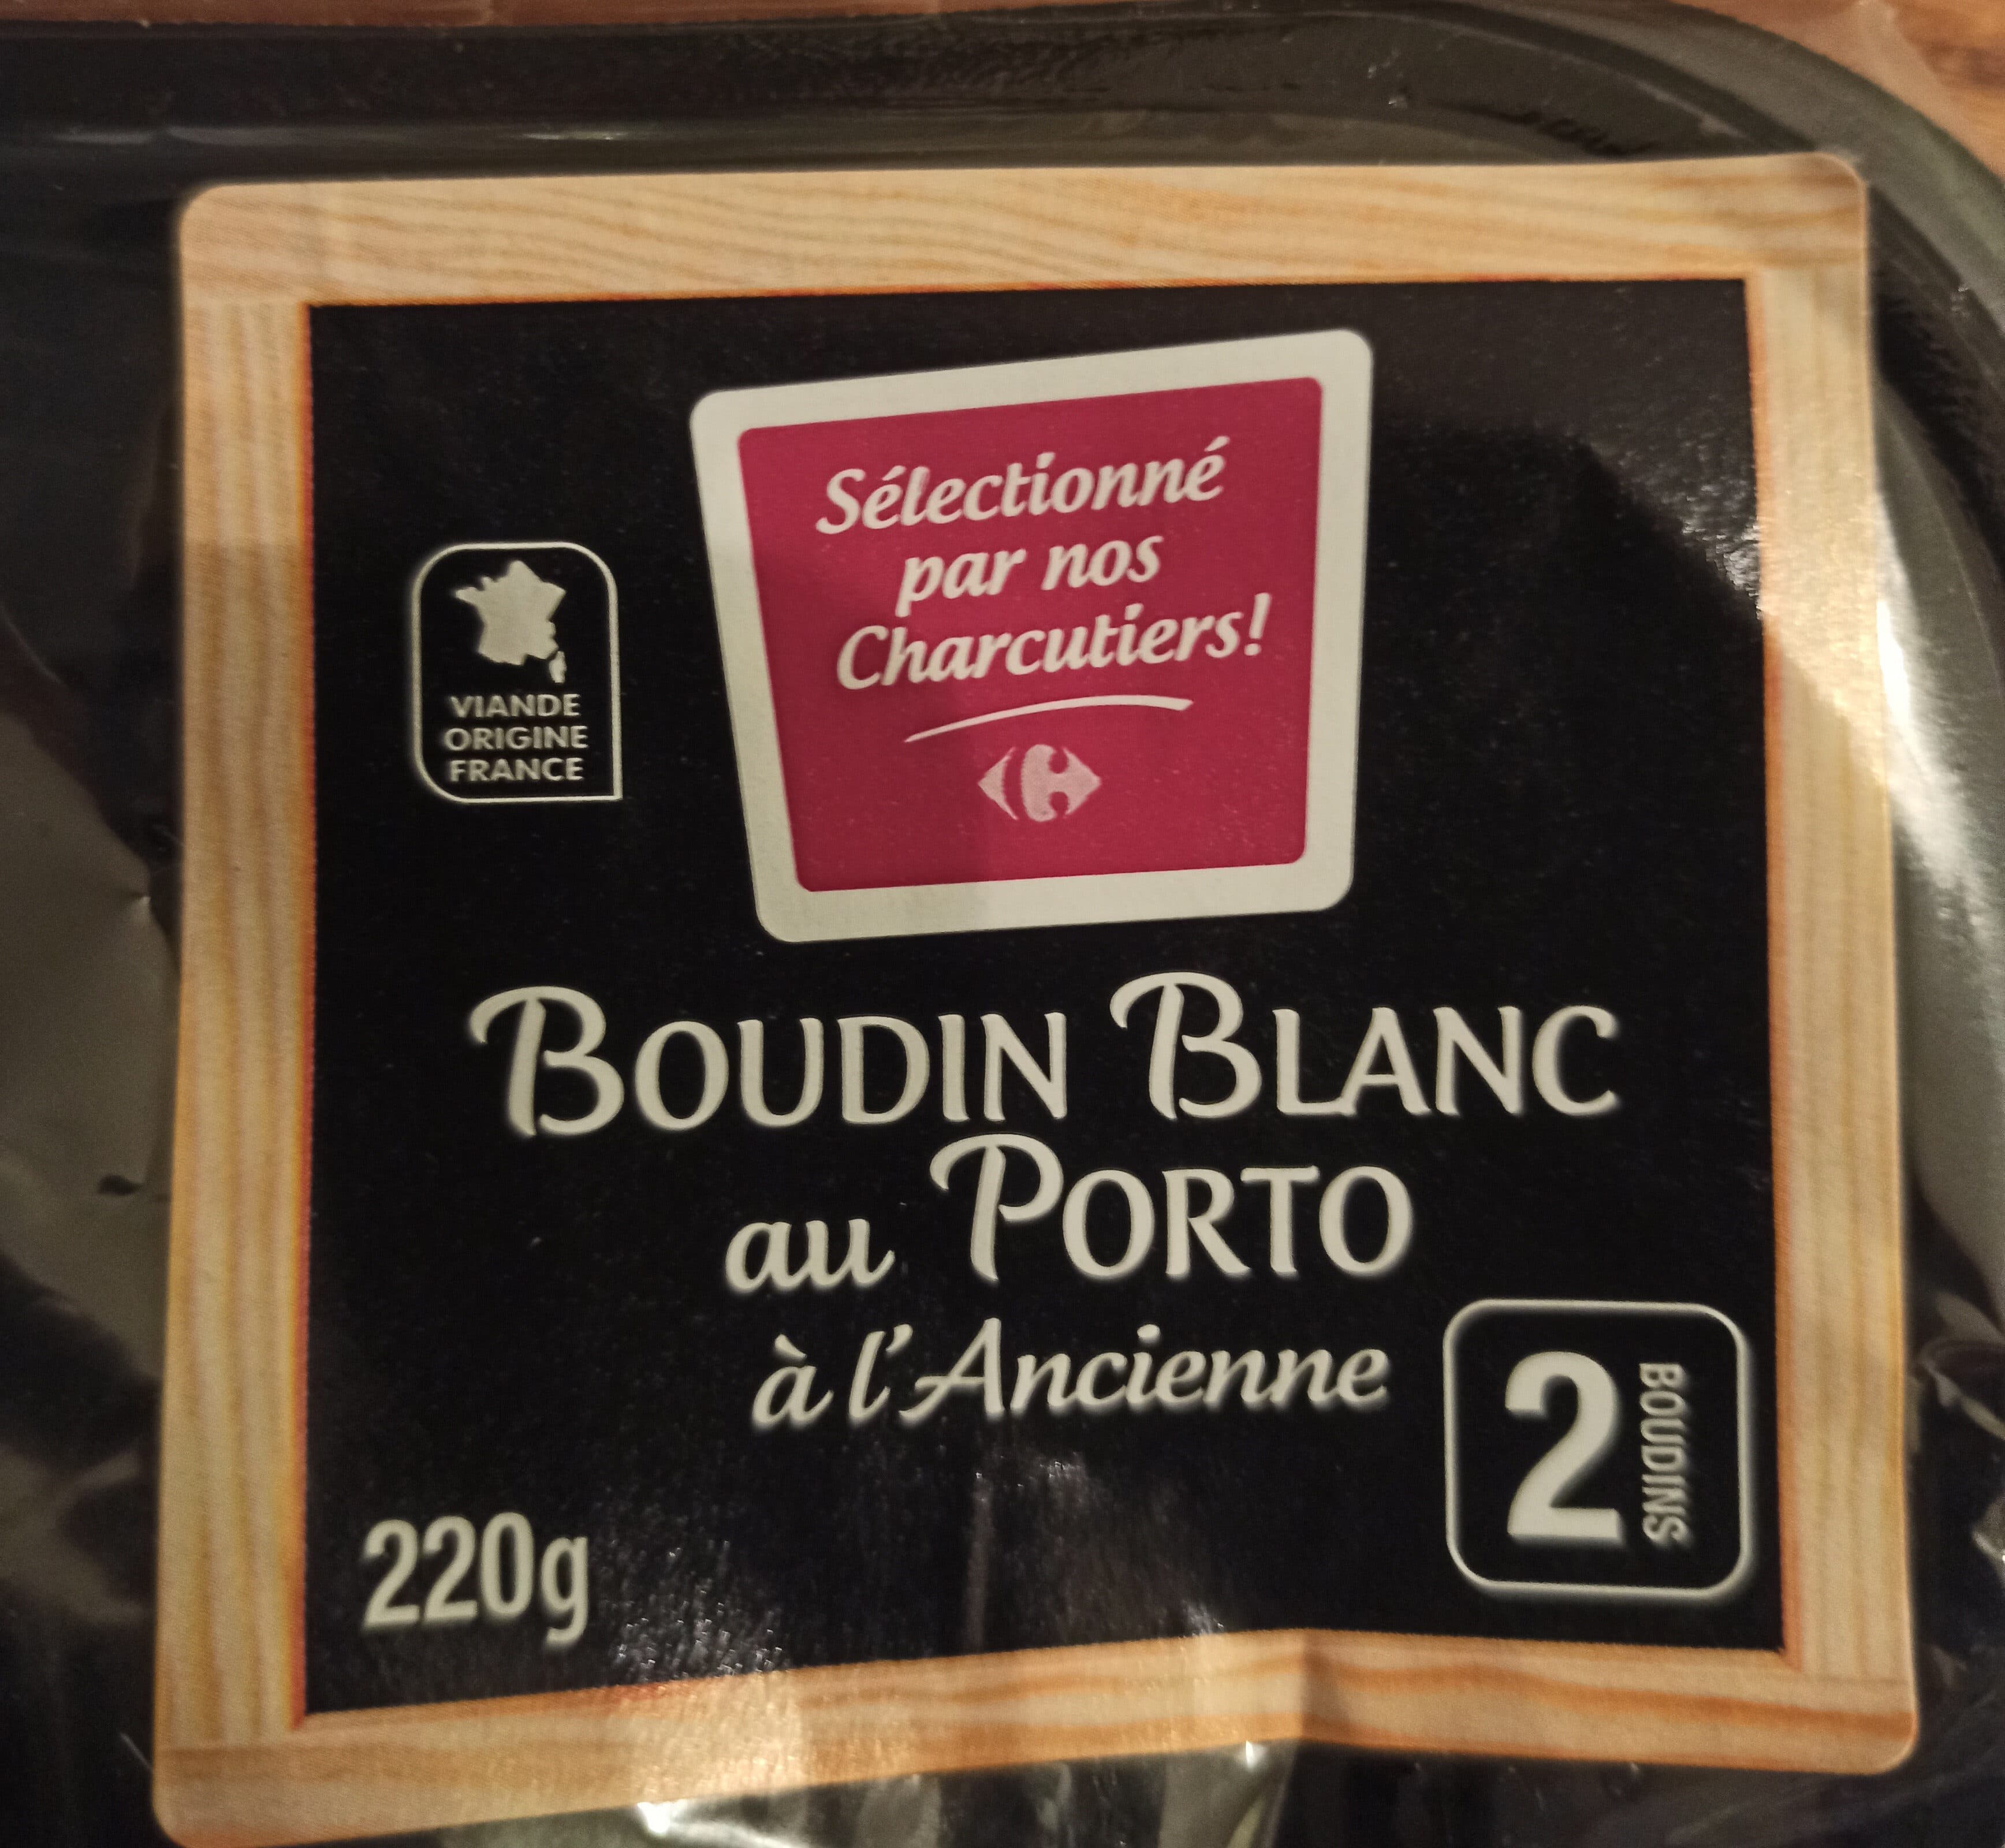 Sélectionné
par nos
Charcutiers!
VIANDE
ORIGINE
FRANCE
BOUDIN BLANC
au PORTO
à l'Ancienne
2 BOUDINS
220g